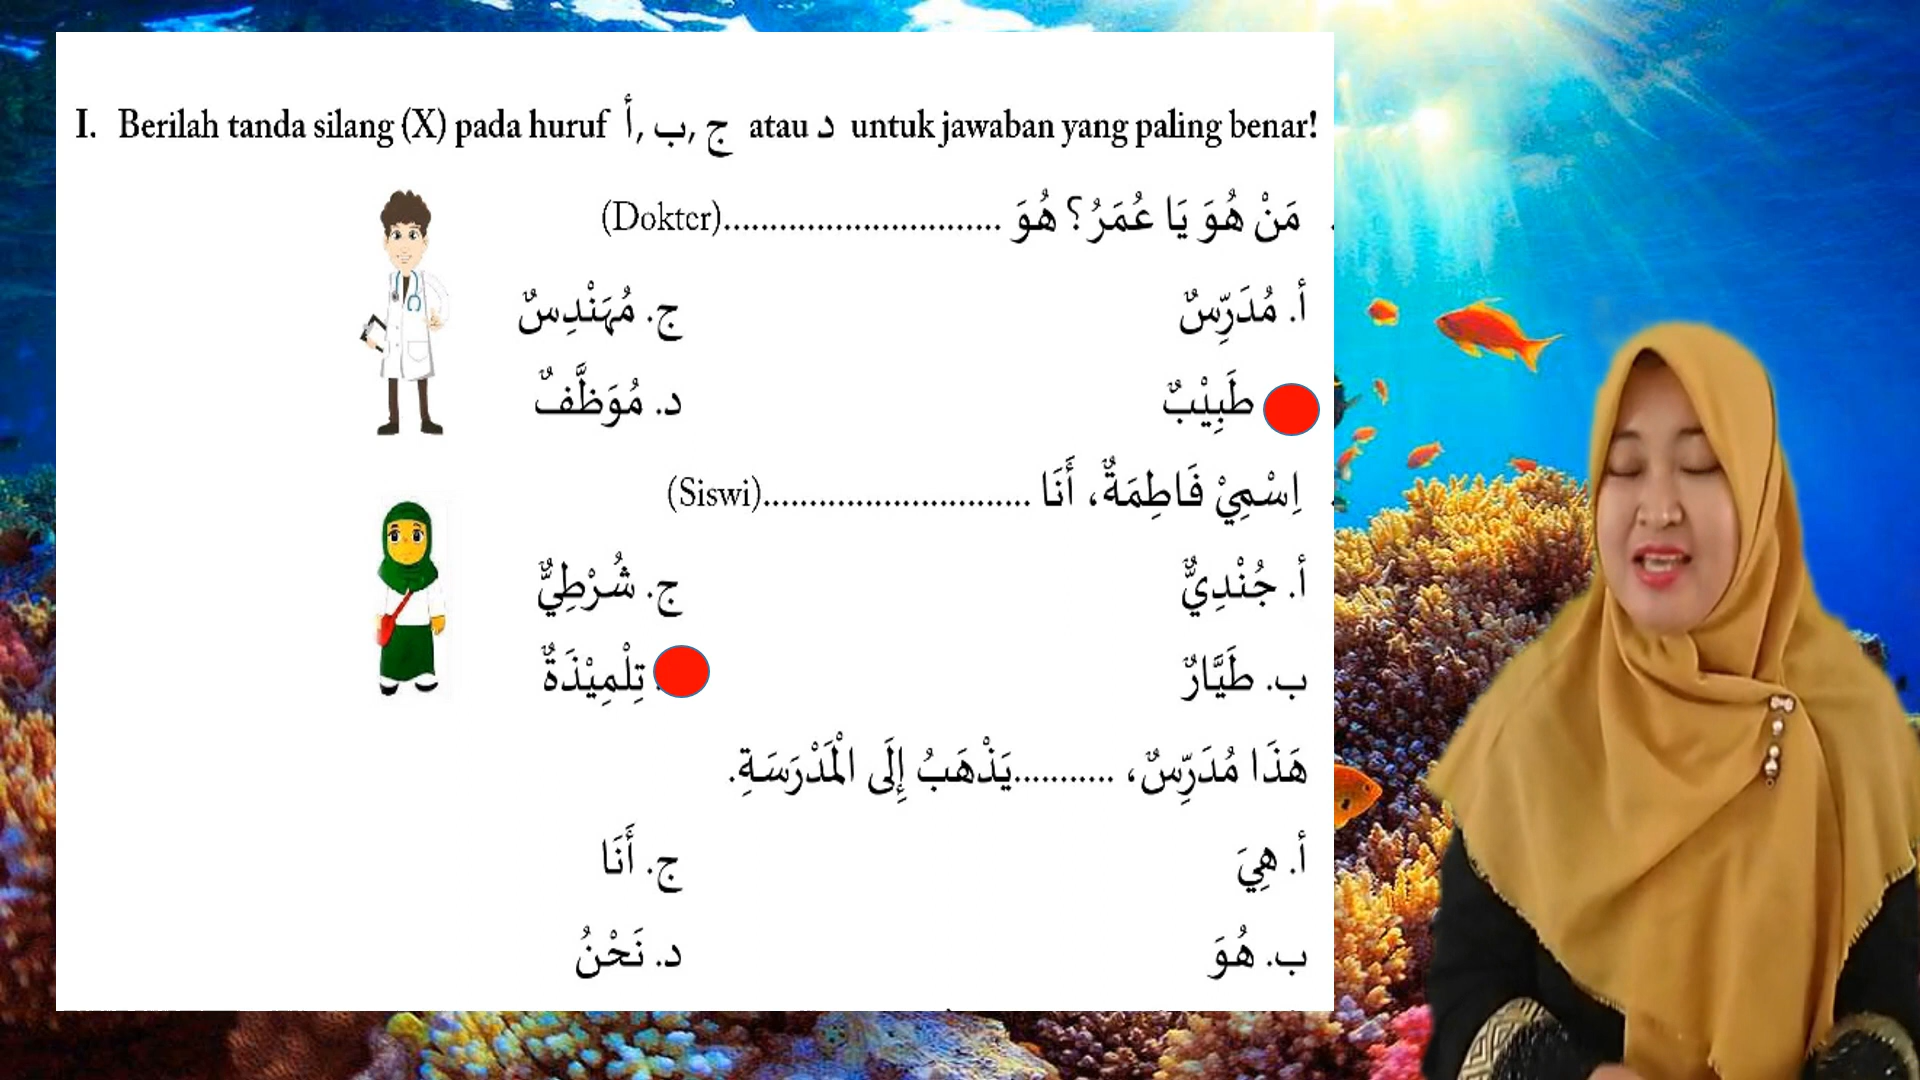 I. Berilah tanda silang (X) pada huruf أ, ب, ج atau د untuk jawaban yang paling benar!
مَنْ هُوَ يَا عُمَرُ؟ هُوَ ..............................(Dokter)
أ. مُدَرِّسٌ
ج. مُهَنْدِسٌ
طَبِيْبٌ
د. مُوَظَّفٌ
اِسْمِيْ فَاطِمَةٌ، أَنَا .............................(Siswi)
أ. جُنْدِيٌّ
ج. شُرْطِيٌّ
ب. طَيَّارٌ
تِلْمِيْذَةٌ
هَذَا مُدَرِّسٌ، ...........يَذْهَبُ إِلَى الْمَدْرَسَةِ.
أ. هِيَ
ج. أَنَا
ب. هُوَ
د. نَحْنُ